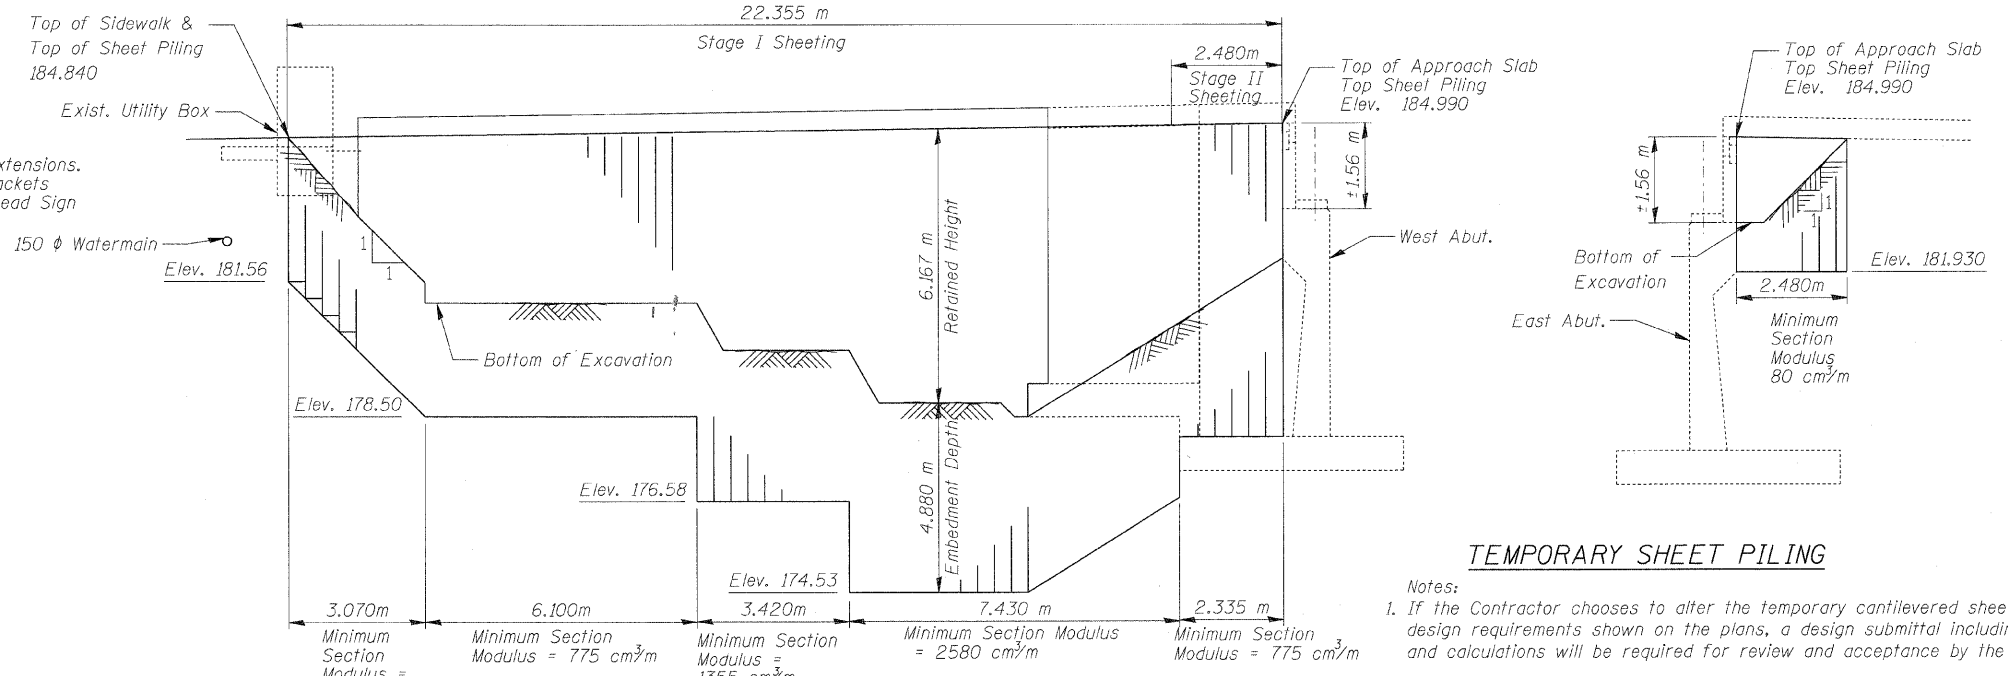 22.355 m
Stage I Sheeting
Top of Sidewalk &
Top of Sheet Piling
184.840
Exist. Utility Box
2.480m
Stage II
Sheeting
Top of Approach Slab
Top Sheet Piling
Elev. 184.990
Top of Approach Slab
Top Sheet Piling
Elev. 184.990
±1.56 m
±1.56 m
xtensions.
ackets
ead Sign
150 ϕ Watermain
Elev. 181.56
1
1
6.167 m
Retained Height
West Abut.
1
1
Bottom of
Excavation
Elev. 181.930
2.480m
East Abut.
Minimum
Section
Modulus
80 cm³/m
Bottom of Excavation
Elev. 178.50
Elev. 176.58
4.880 m
Embedment Depth
Elev. 174.53
3.070m
6.100m
3.420m
7.430 m
2.335 m
Minimum
Section
Modulus =
Minimum Section
Modulus = 775 cm³/m
Minimum Section
Modulus =
1355 cm³/m
Minimum Section Modulus
= 2580 cm³/m
Minimum Section
Modulus = 775 cm³/m
TEMPORARY SHEET PILING
Notes:
1. If the Contractor chooses to alter the temporary cantilevered shee
design requirements shown on the plans, a design submittal includin
and calculations will be required for review and acceptance by the